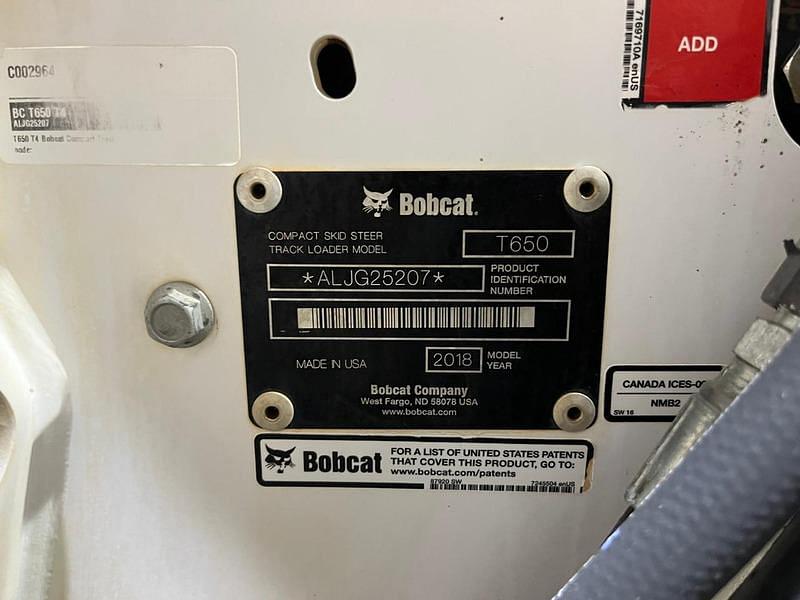 C002964
BC T650 T4
ALJG25207
T650 T4 Bobcat Compact Track
7169710A enUS
ADD
Bobcat.
COMPACT SKID STEER
TRACK LOADER MODEL
T650
*ALJG25207*
PRODUCT
IDENTIFICATION
NUMBER
MADE IN USA
2018
MODEL
YEAR
Bobcat Company
West Fargo, ND 58078 USA
www.bobcat.com
CANADA ICES-
NMB2
SW 16
Bobcat
FOR A LIST OF UNITED STATES PATENTS
THAT COVER THIS PRODUCT, GO TO:
www.bobcat.com/patents
87920 SW
7245504 enUS